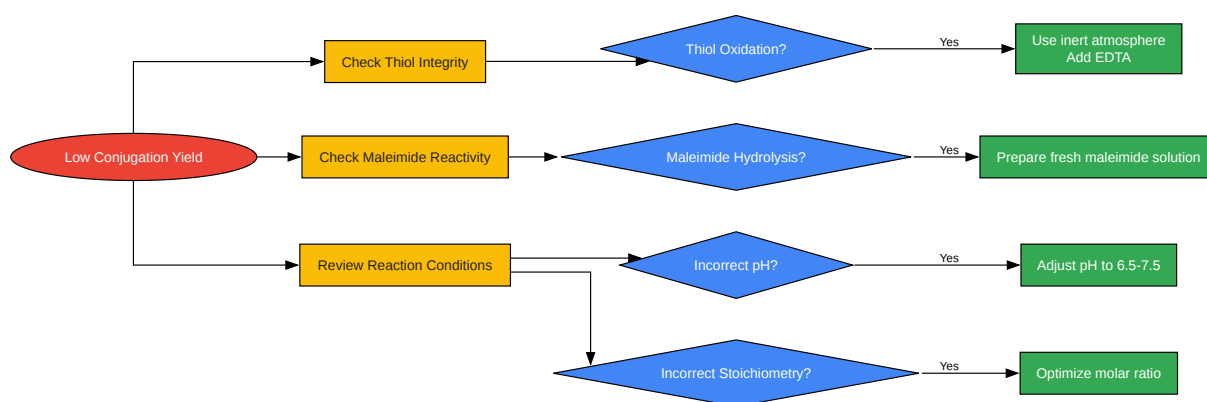 Thiol Oxidation?
Yes
Use inert atmosphere
Add EDTA
Check Thiol Integrity
Low Conjugation Yield
Check Maleimide Reactivity
Maleimide Hydrolysis?
Yes
Prepare fresh maleimide solution
Review Reaction Conditions
Incorrect pH?
Yes
Adjust pH to 6.5-7.5
Incorrect Stoichiometry?
Yes
Optimize molar ratio